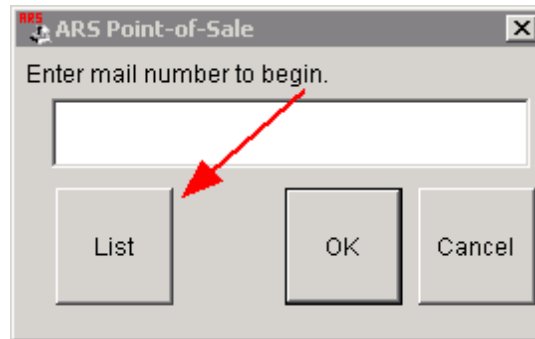 ARS
ARS Point-of-Sale
Enter mail number to begin.
List
OK
Cancel